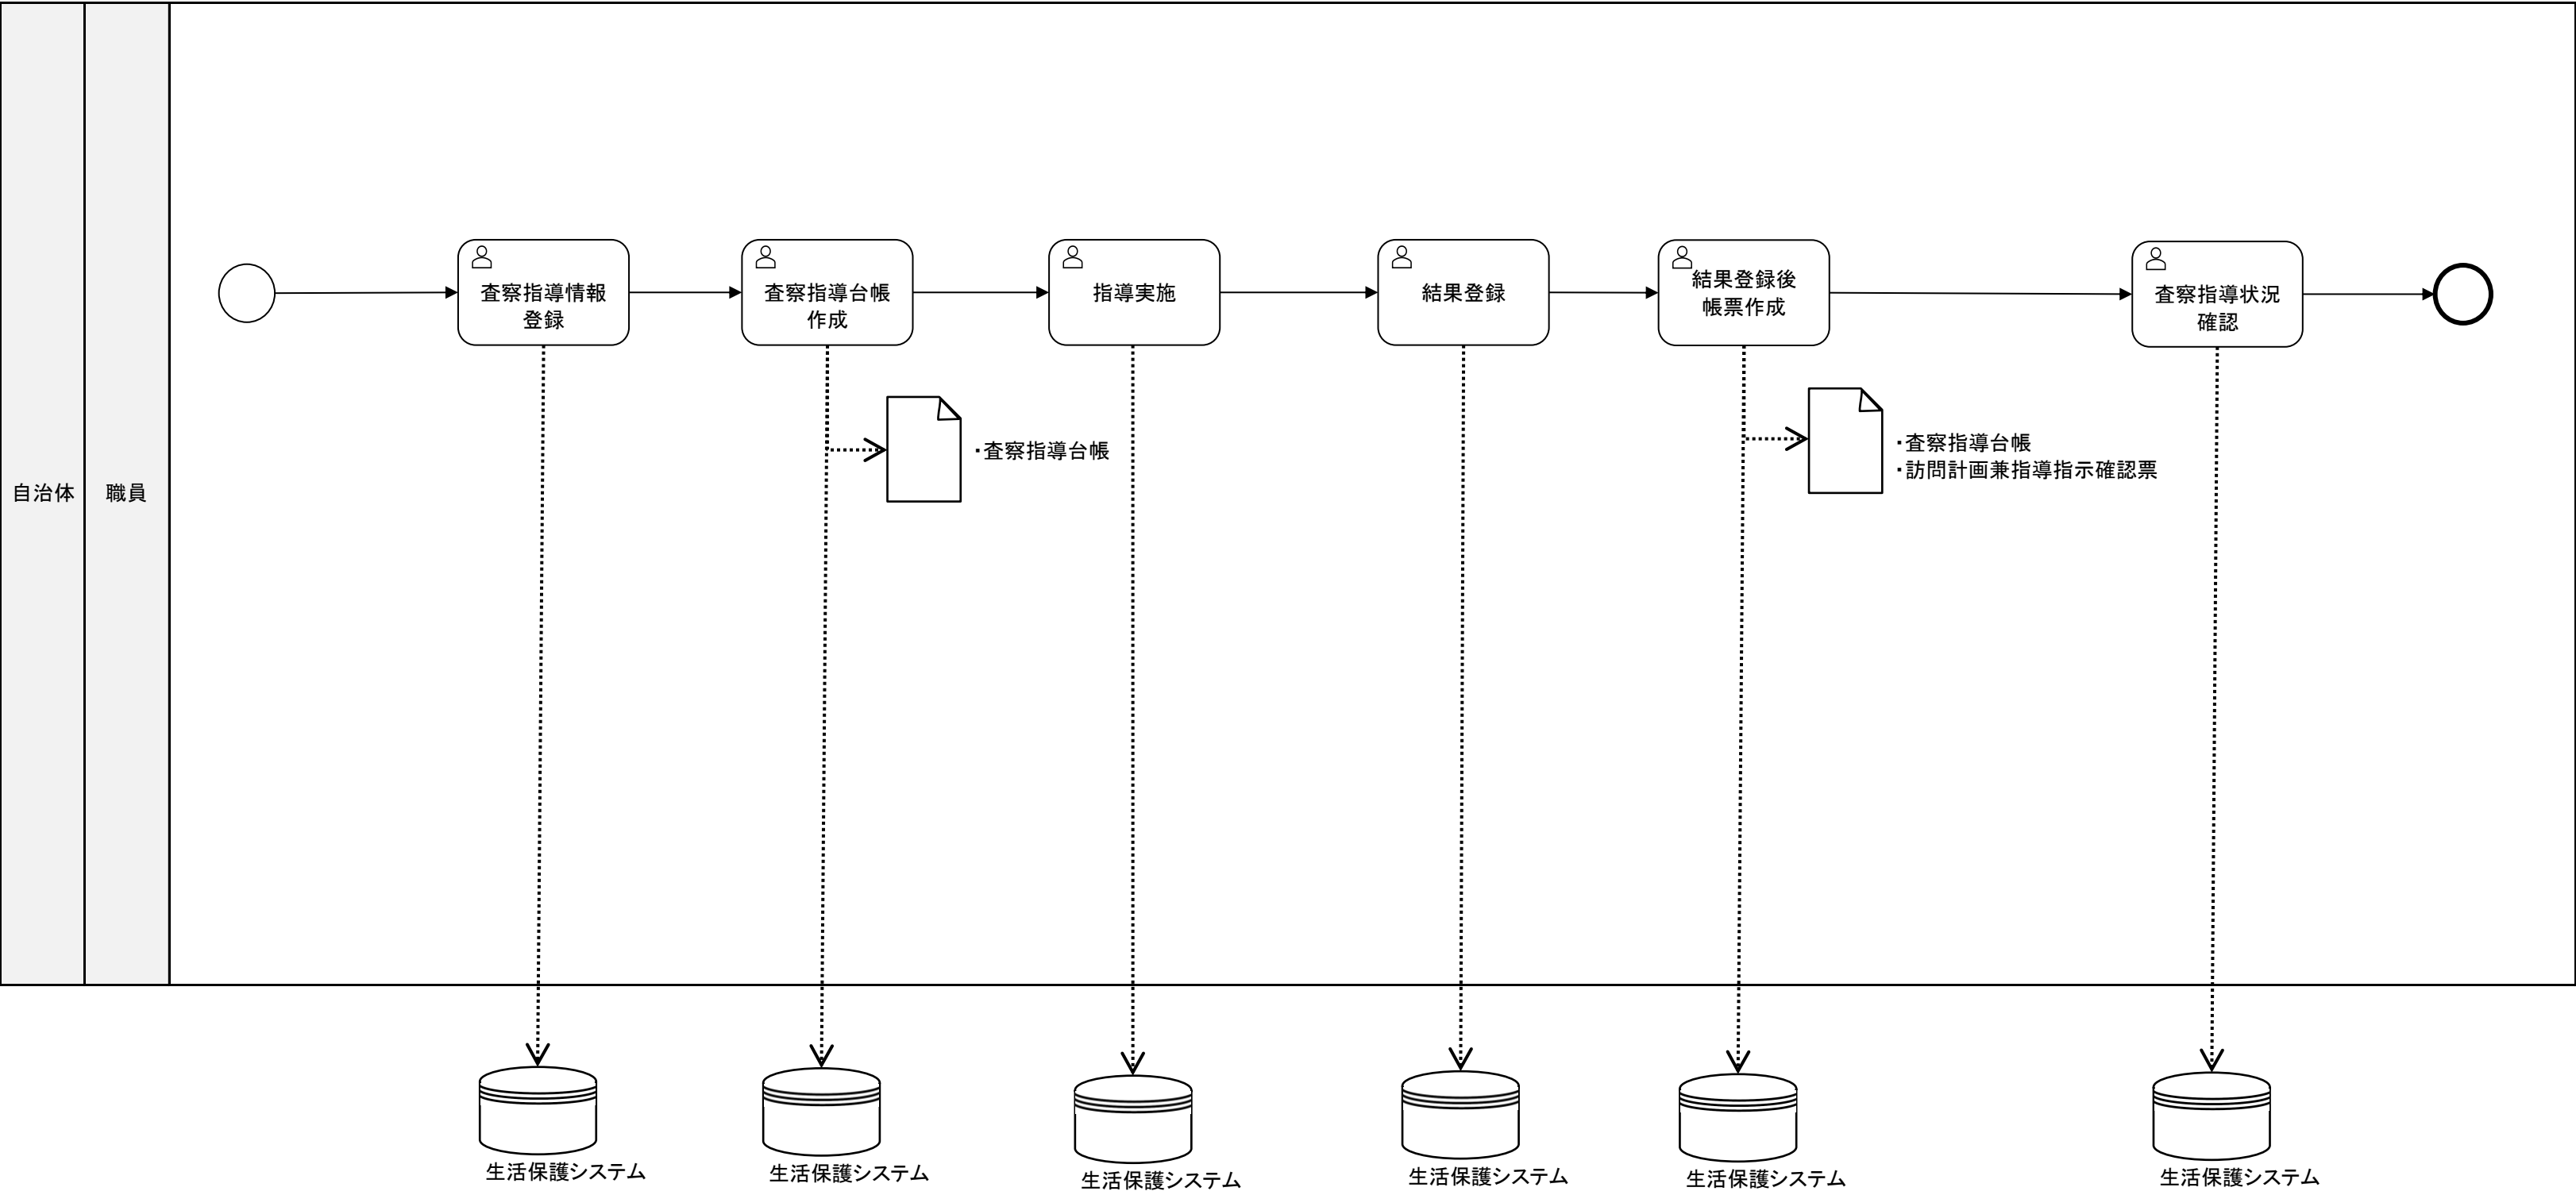 自治体
職員
査察指導情報
登録
査察指導台帳
作成
指導実施
結果登録
結果登録後
帳票作成
査察指導状況
確認
・査察指導台帳
・査察指導台帳
・訪問計画兼指導指示確認票
生活保護システム
生活保護システム
生活保護システム
生活保護システム
生活保護システム
生活保護システム